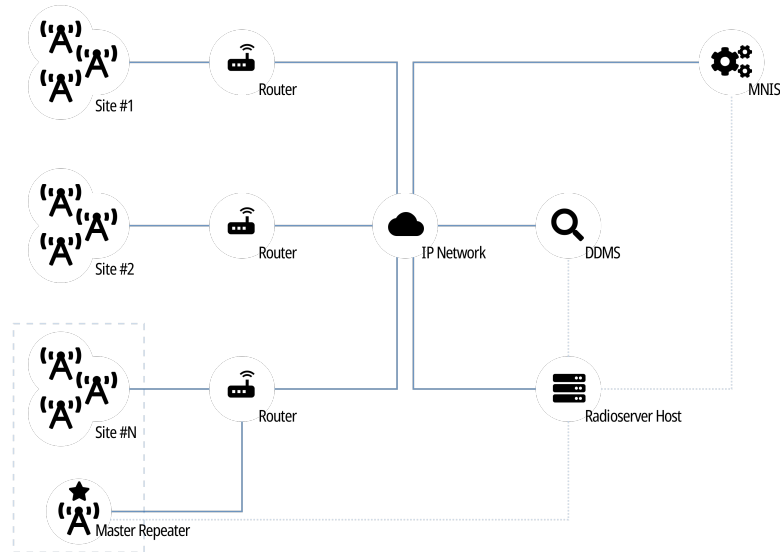 Site #1
Router
MNIS
Site #2
Router
IP Network
DDMS
Site #N
Router
Radioserver Host
Master Repeater